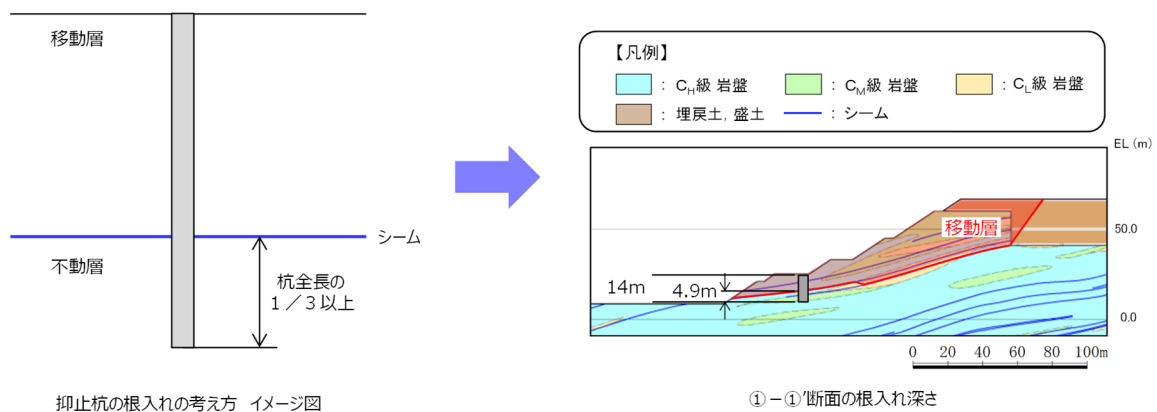 移動層
シーム
不動層
杭全長の
1/3以上
抑止杭の根入れの考え方 イメージ図
【凡例】
: CH級 岩盤
: CM級 岩盤
: CL級 岩盤
: 埋戻土, 盛土
: シーム
EL (m)
50.0
0.0
移動層
14m
4.9m
0 20 40 60 80 100m
①-①'断面の根入れ深さ